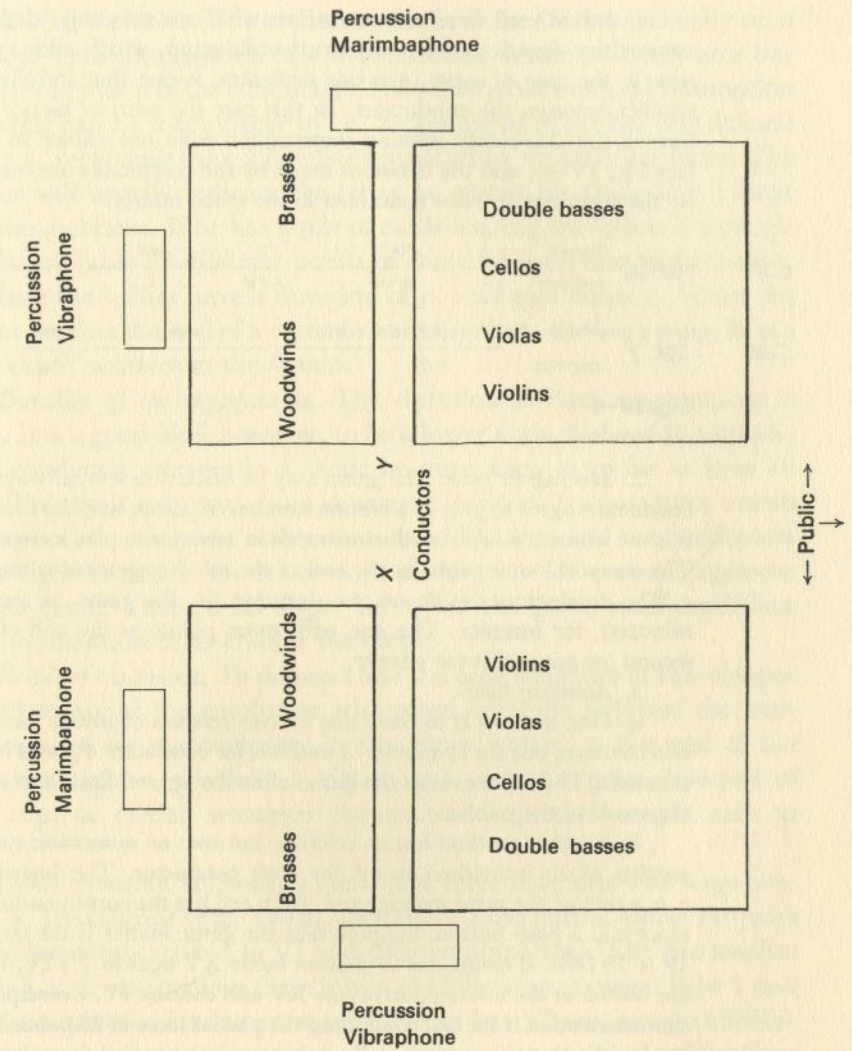 Percussion
Marimbaphone
Percussion
Vibraphone
Brasses
Woodwinds
Double basses
Cellos
Violas
Violins
Y
X
Conductors
← Public →
Percussion
Marimbaphone
Woodwinds
Brasses
Violins
Violas
Cellos
Double basses
Percussion
Vibraphone